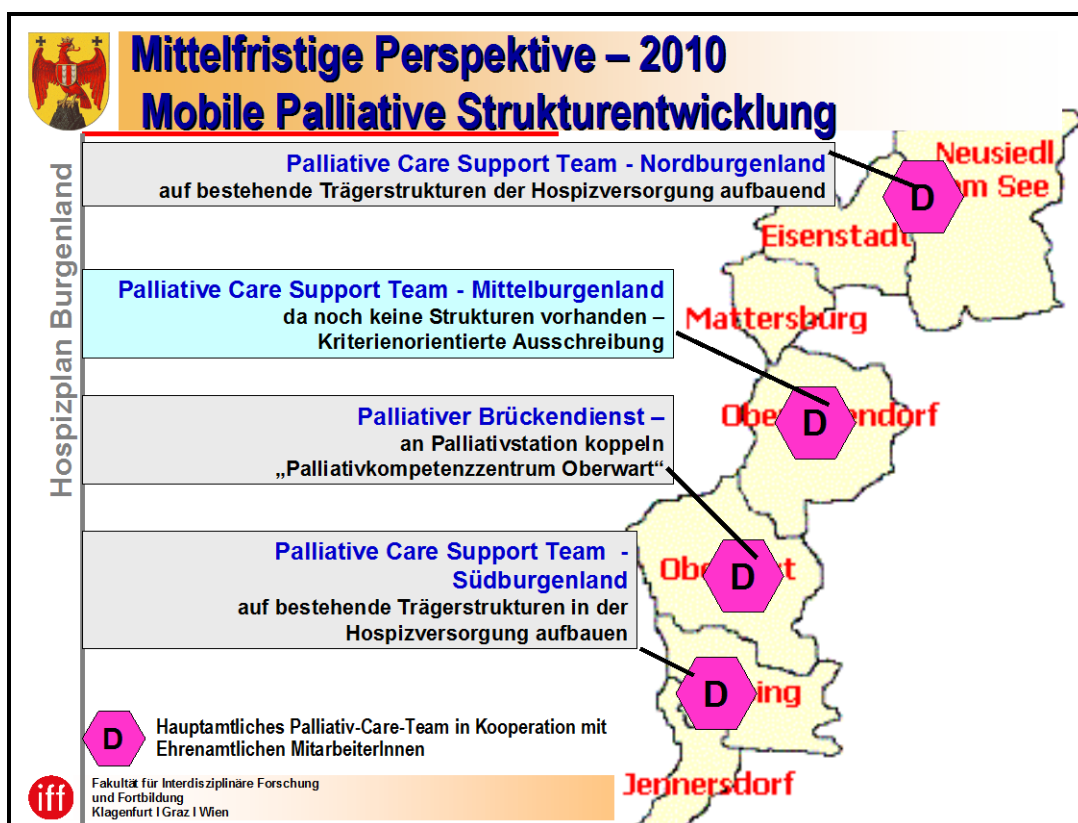 Mittelfristige Perspektive – 2010
Mobile Palliative Strukturentwicklung
Hospizplan Burgenland
Palliative Care Support Team - Nordburgenland
auf bestehende Trägerstrukturen der Hospizversorgung aufbauend
Palliative Care Support Team - Mittelburgenland
da noch keine Strukturen vorhanden –
Kriterienorientierte Ausschreibung
Palliativer Brückendienst –
an Palliativstation koppeln
„Palliativkompetenzzentrum Oberwart“
Palliative Care Support Team -
Südburgenland
auf bestehende Trägerstrukturen in der
Hospizversorgung aufbauen
Neusiedl
am See
D
Eisenstadt
Mattersburg
D
D
D
Jennersdorf
D
Hauptamtliches Palliativ-Care-Team in Kooperation mit
Ehrenamtlichen MitarbeiterInnen
iff
Fakultät für Interdisziplinäre Forschung
und Fortbildung
Klagenfurt I Graz I Wien